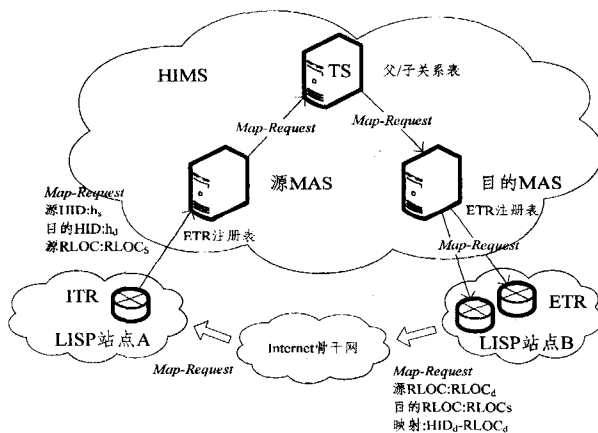 TS
父/子关系表
HIMS
Map-Request
Map-Request
源MAS
目的MAS
Map-Request
源HID:hs
目的HID:hd
源RLOC:RLOCs
ETR注册表
ETR注册表
Map-Request
ITR
ETR
LISP站点A
LISP站点B
Internet骨干网
Map-Request
Map-Request
源RLOC:RLOCd
目的RLOC:RLOCs
映射:HIDd-RLOCd